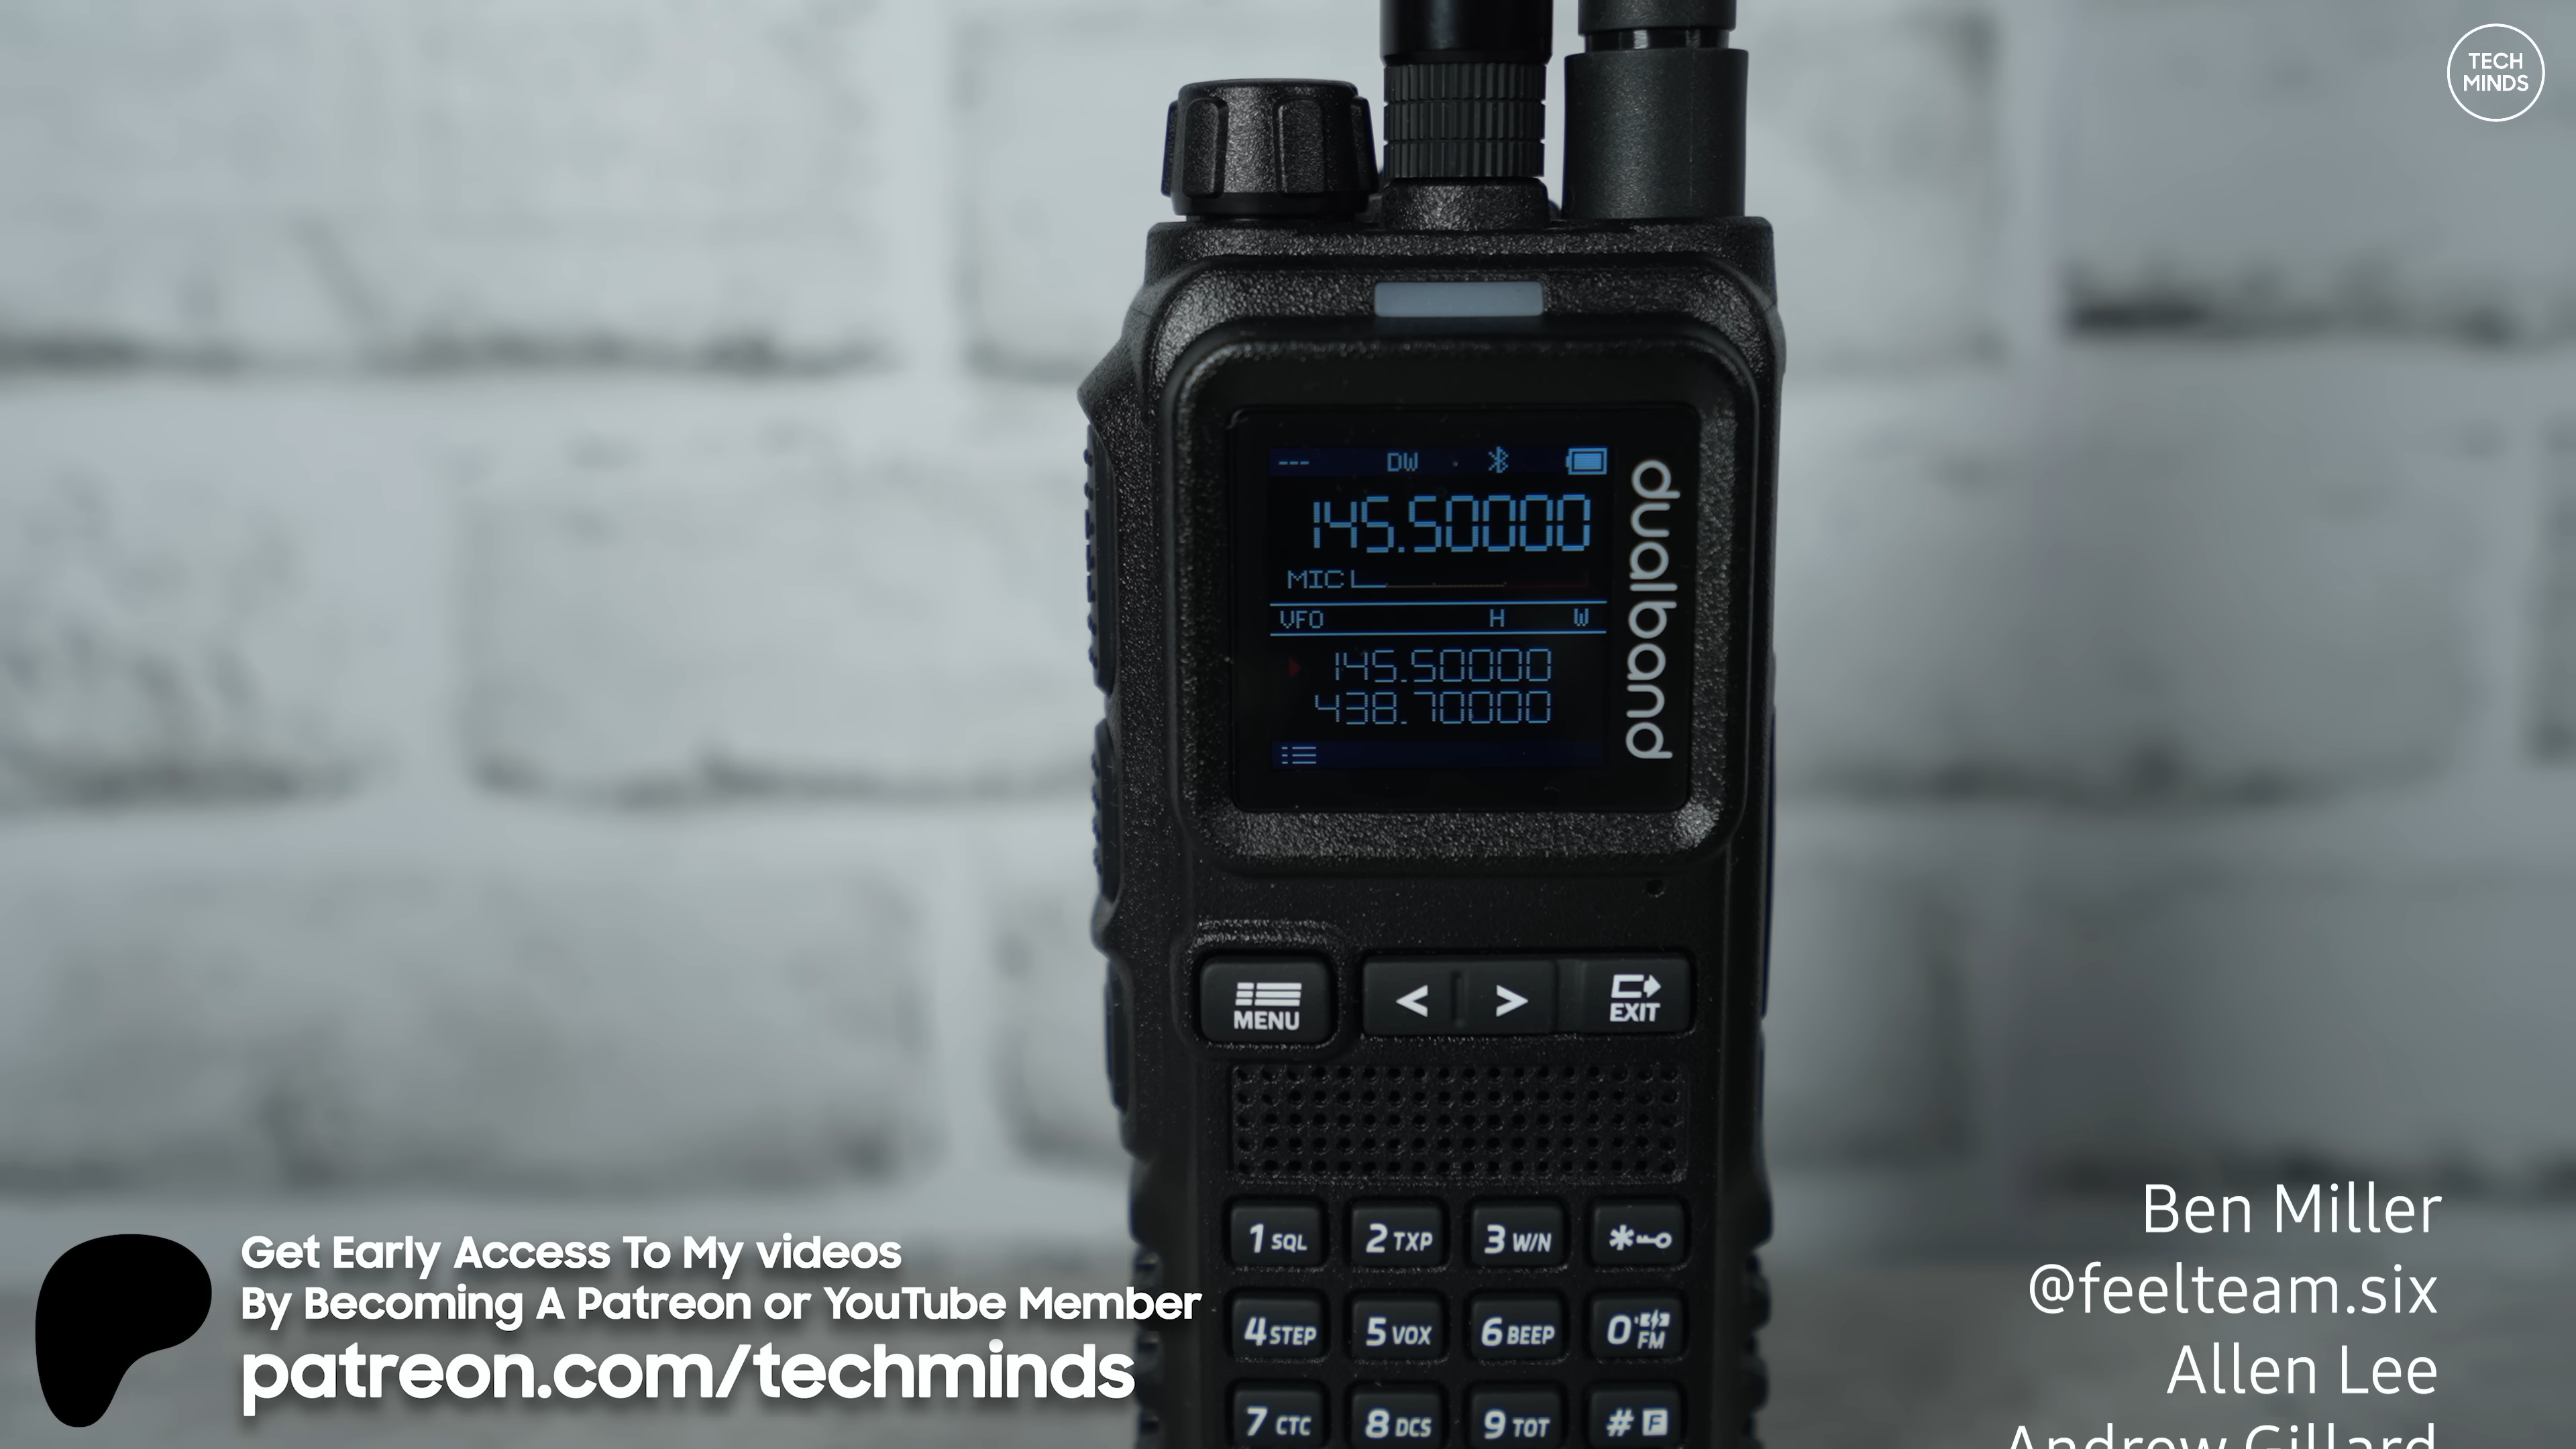 TECH
MINDS
--- DW
145.50000
MIC
VFO H W
145.50000
438.70000
dualband
MENU
< > EXIT
1 SQL 2 TXP 3 W/N *
4 STEP 5 VOX 6 BEEP 0 FM
7 CTC 8 DCS 9 TOT # F
Get Early Access To My videos
By Becoming A Patreon or YouTube Member
patreon.com/techminds
Ben Miller
@feelteam.six
Allen Lee
Andrew Gillard